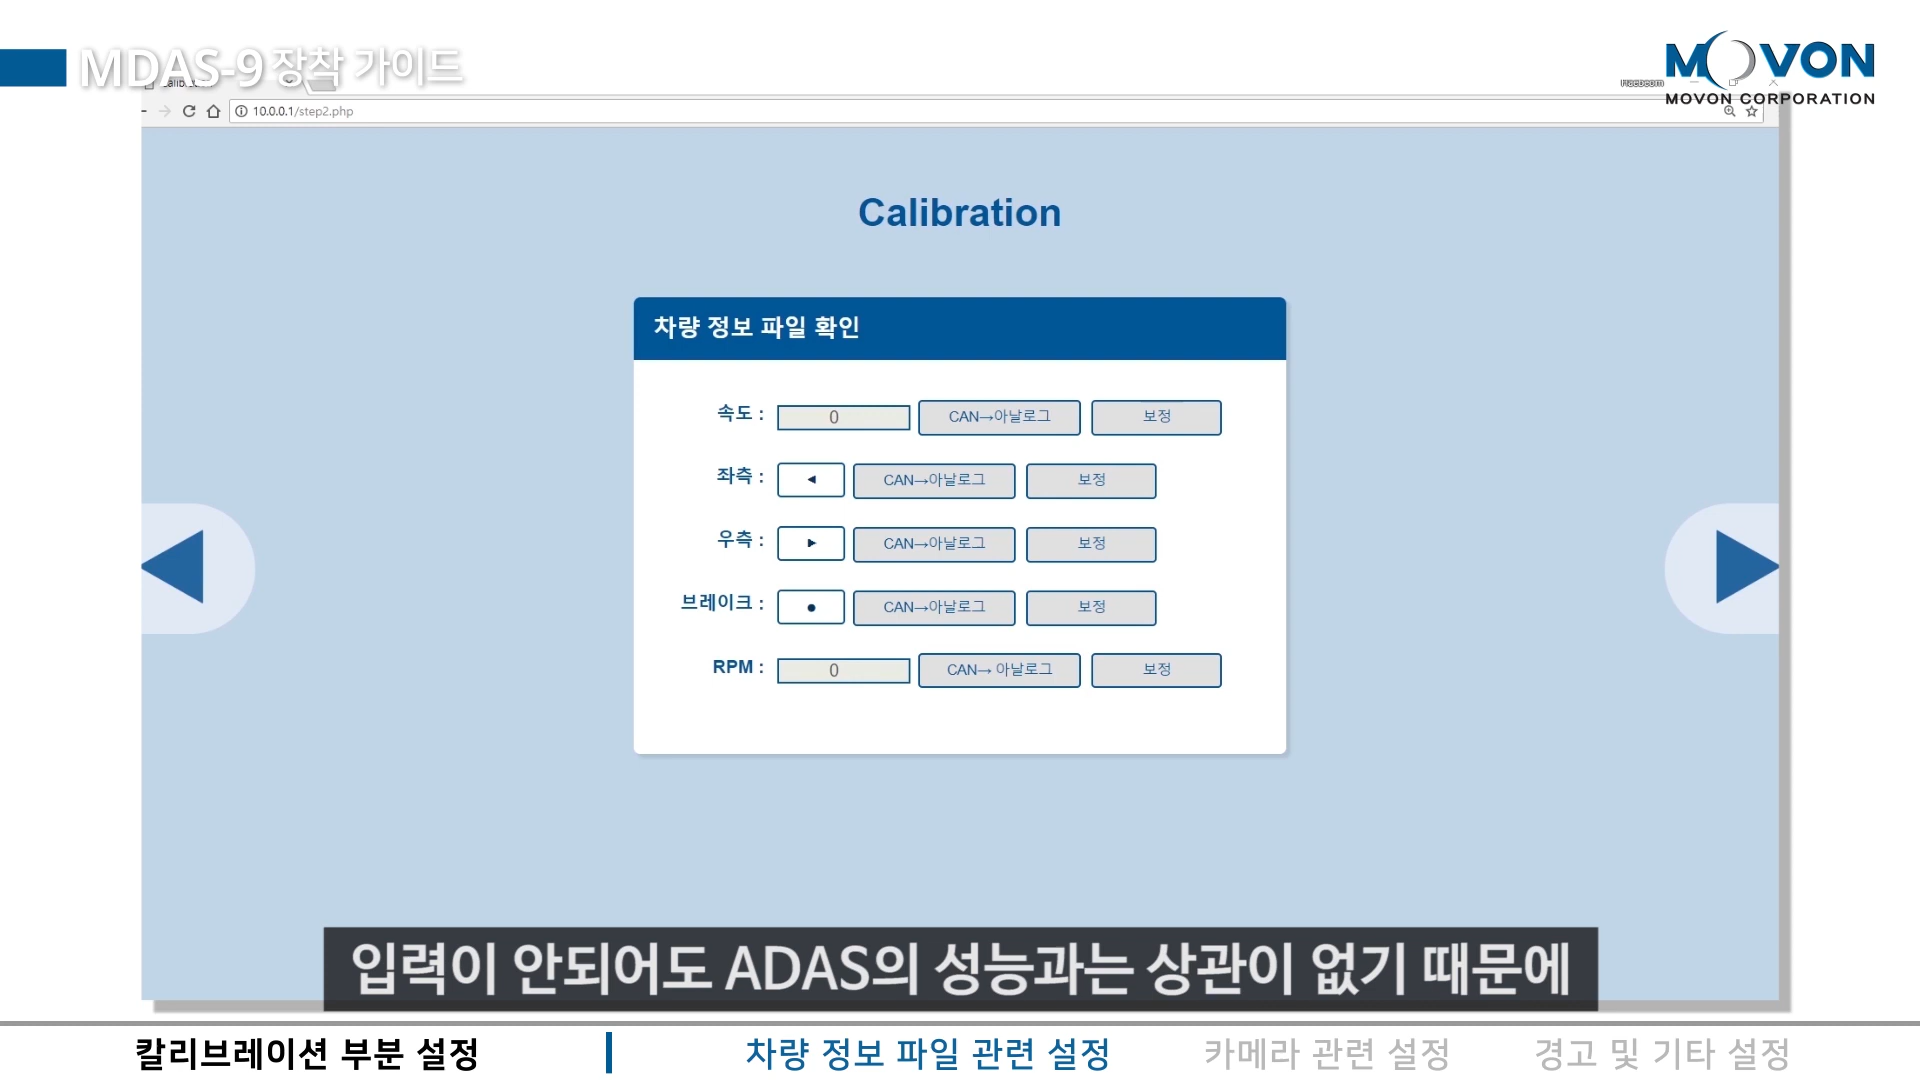 MDAS-9 장착 가이드
MOVON
MOVON CORPORATION
10.0.0.1/step2.php
Calibration
차량 정보 파일 확인
속도 : 0 CAN→아날로그 보정
좌측 : ◄ CAN→아날로그 보정
우측 : ► CAN→아날로그 보정
브레이크 : ● CAN→아날로그 보정
RPM : 0 CAN→ 아날로그 보정
입력이 안되어도 ADAS의 성능과는 상관이 없기 때문에
칼리브레이션 부분 설정 차량 정보 파일 관련 설정 카메라 관련 설정 경고 및 기타 설정